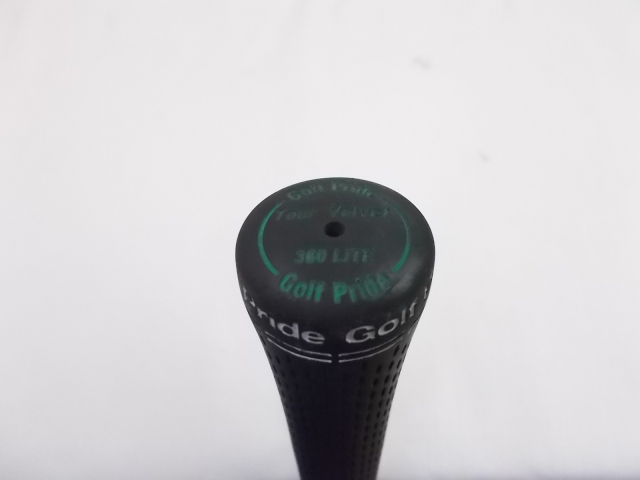 Golf Pride
Tour Velvet
360 LITE
Golf Pride
Pride Golf